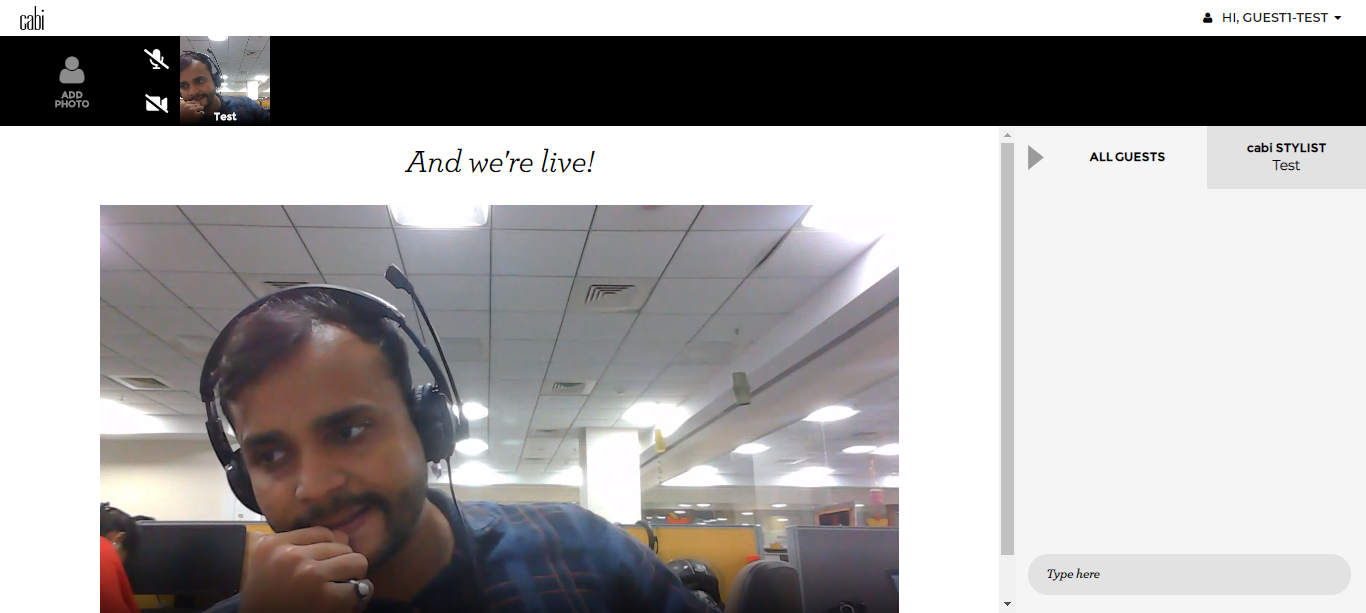 cabi
HI, GUEST1-TEST
ADD
PHOTO
Test
And we're live!
ALL GUESTS
cabi STYLIST
Test
Type here